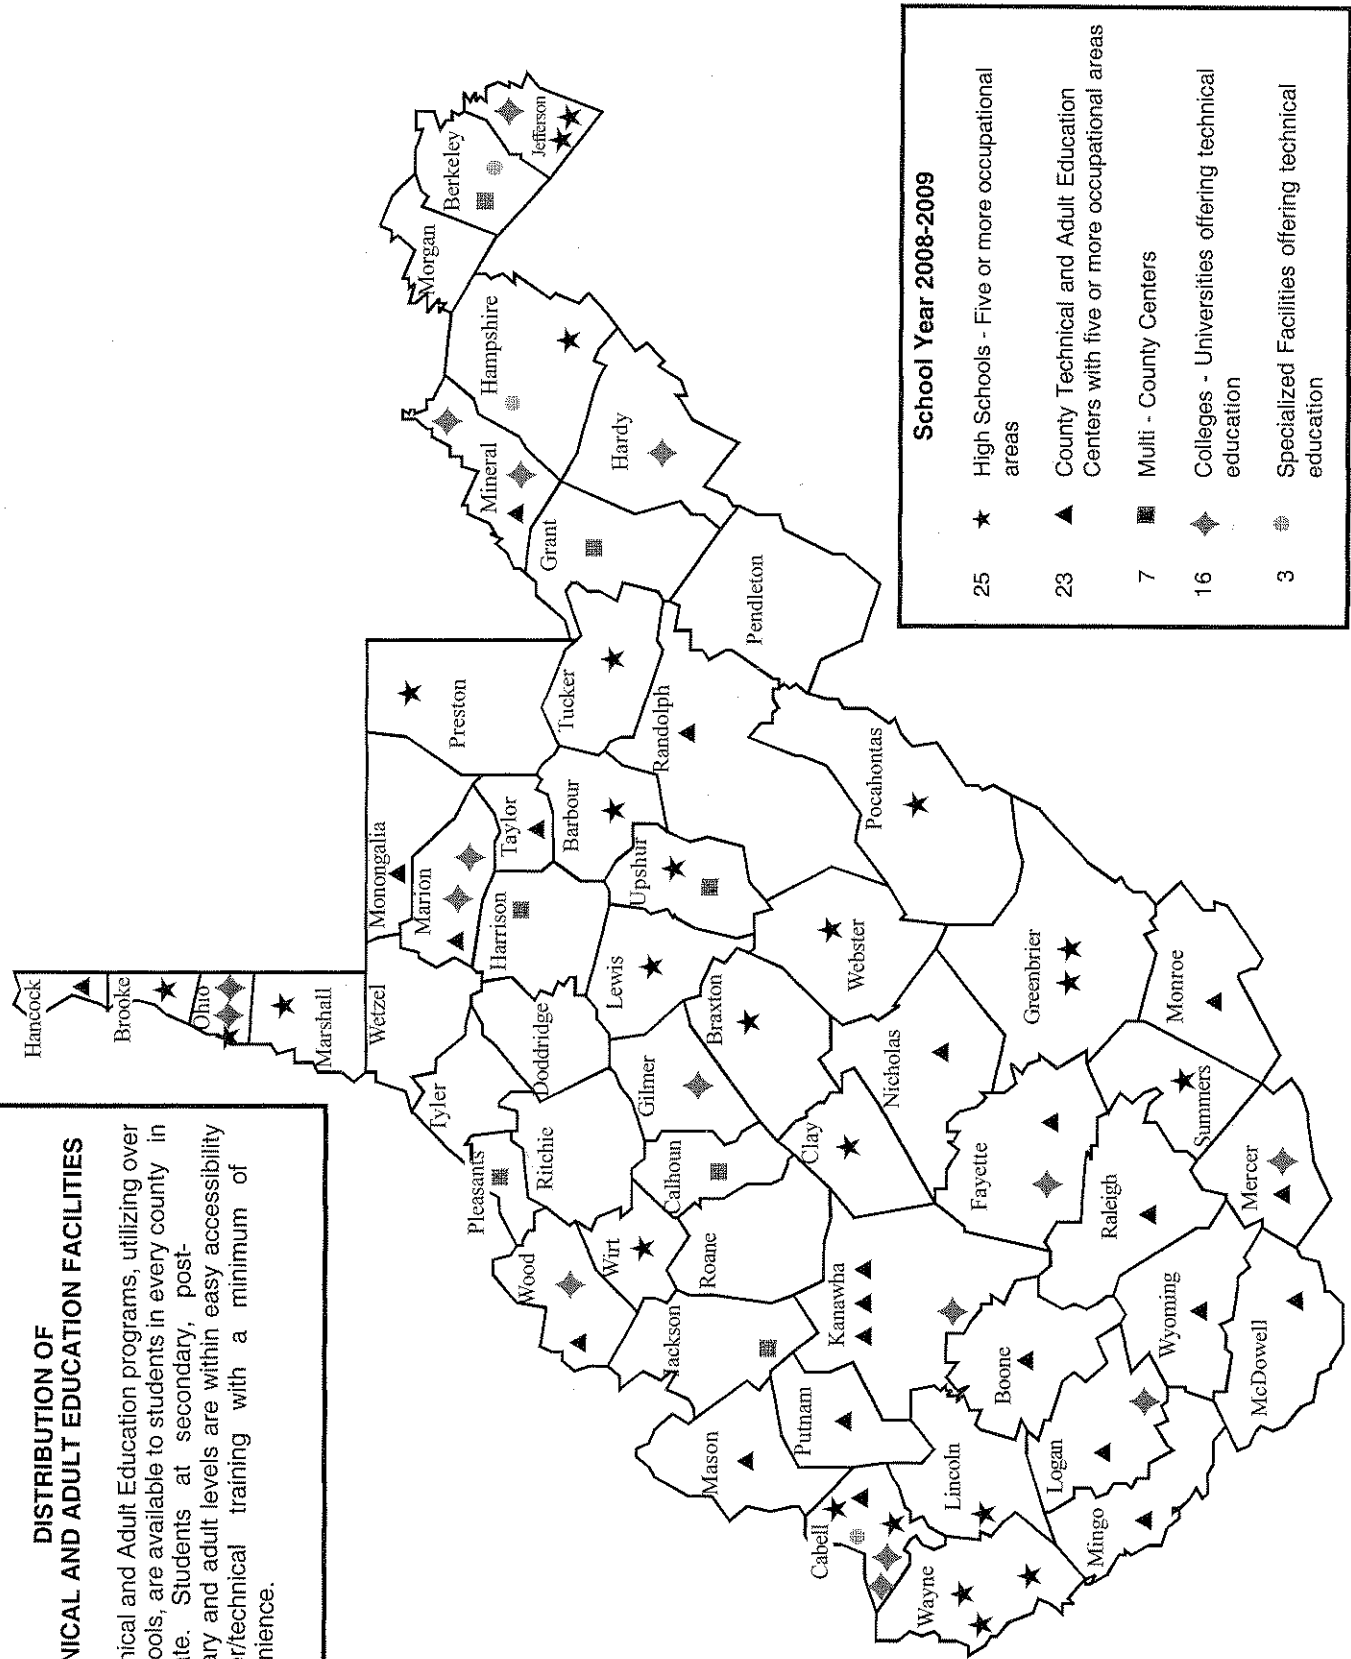 DISTRIBUTION OF
NICAL AND ADULT EDUCATION FACILITIES
nical and Adult Education programs, utilizing over
ools, are available to students in every county in
ate. Students at secondary, post-
ary and adult levels are within easy accessibility
er/technical training with a minimum of
nience.
Hancock
Brooke
Ohio
Marshall
Wetzel
Tyler
Pleasants
Doddridge
Ritchie
Wood
Wirt
Calhoun
Gilmer
Lewis
Harrison
Marion
Monongalia
Taylor
Preston
Barbour
Tucker
Upshur
Randolph
Braxton
Webster
Pocahontas
Clay
Nicholas
Roane
Jackson
Mason
Putnam
Kanawha
Cabell
Lincoln
Wayne
Boone
Logan
Mingo
Fayette
Greenbrier
Raleigh
Summers
Monroe
Mercer
Wyoming
McDowell
Mineral
Grant
Hampshire
Hardy
Pendleton
Morgan
Berkeley
Jefferson
School Year 2008-2009
25 High Schools - Five or more occupational
areas
23 County Technical and Adult Education
Centers with five or more occupational areas
7 Multi - County Centers
16 Colleges - Universities offering technical
education
3 Specialized Facilities offering technical
education